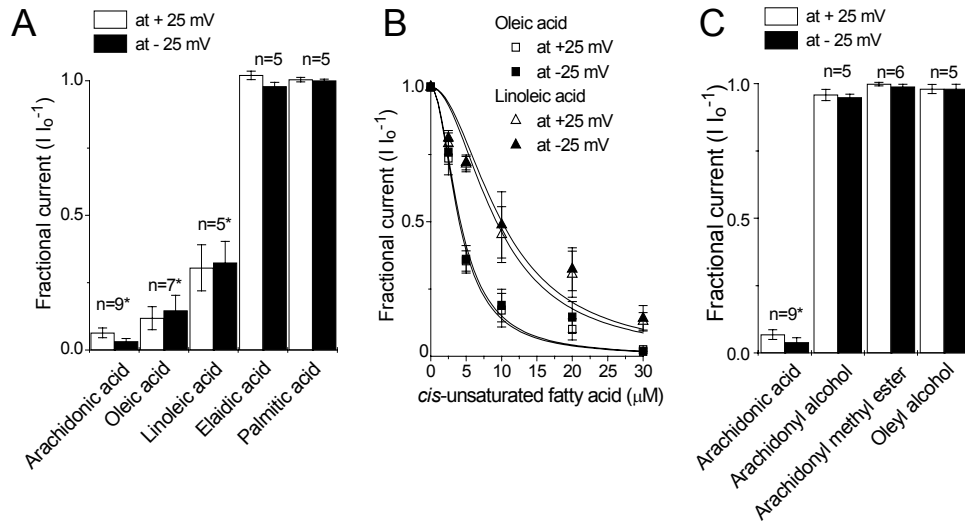 A
at + 25 mV
at - 25 mV
n=5
n=5
1.0
0.5
0.0
Fractional current (I Io-1)
n=9*
n=7*
n=5*
Arachidonic acid
Oleic acid
Linoleic acid
Elaidic acid
Palmitic acid
B
Oleic acid
at +25 mV
at -25 mV
Linoleic acid
at +25 mV
at -25 mV
1.0
0.5
0
Fractional current (I Io-1)
0
5
10
15
20
25
30
cis-unsaturated fatty acid (µM)
C
at + 25 mV
at - 25 mV
n=5
n=6
n=5
1.0
0.5
0.0
Fractional current (I Io-1)
n=9*
Arachidonic acid
Arachidonyl alcohol
Arachidonyl methyl ester
Oleyl alcohol